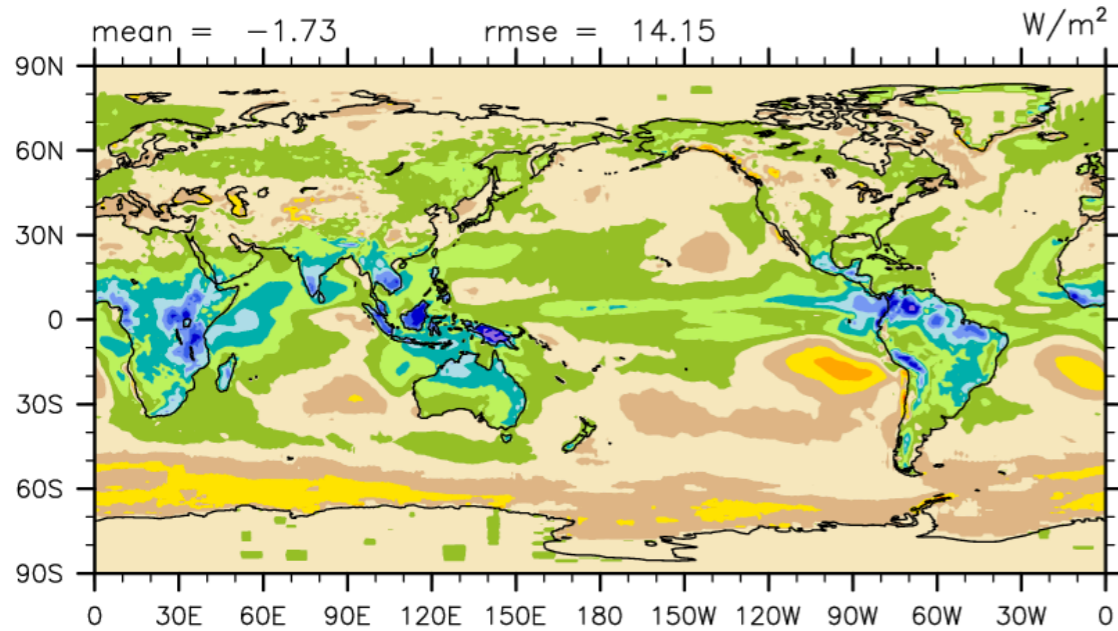 mean = −1.73 rmse = 14.15 W/m²
90N
60N
30N
0
30S
60S
90S
0 30E 60E 90E 120E 150E 180 150W 120W 90W 60W 30W 0